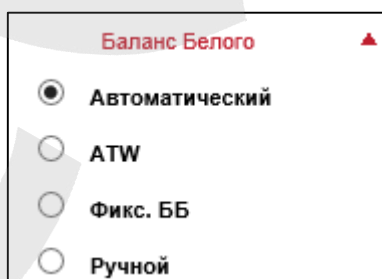 Баланс Белого
Автоматический
ATW
Фикс. ББ
Ручной